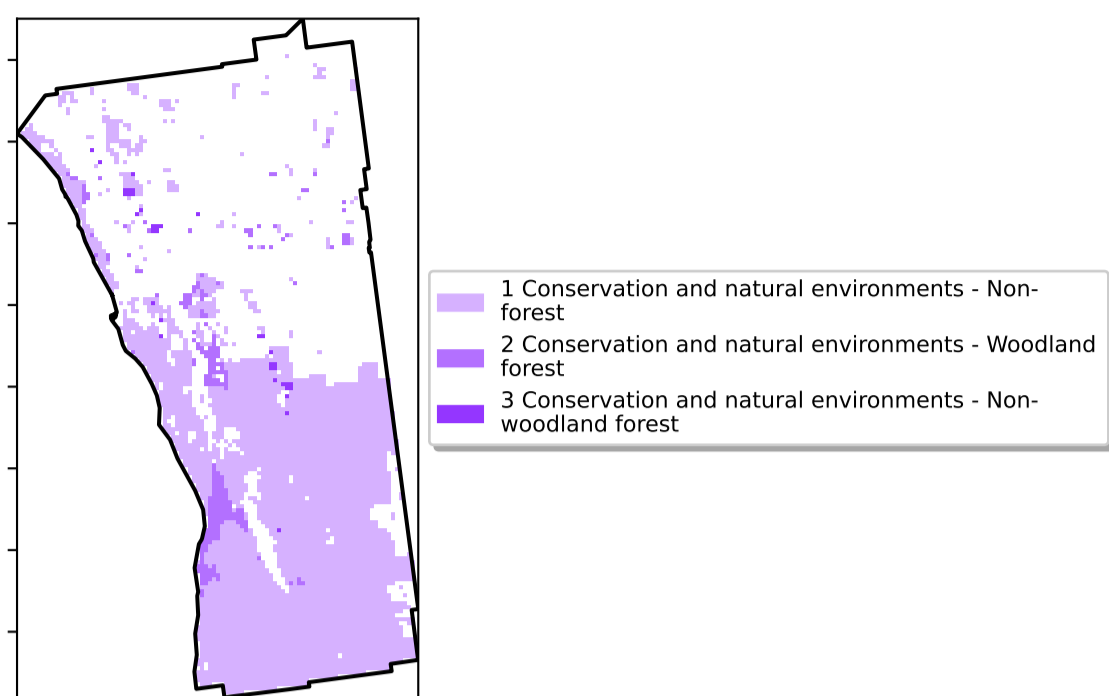 1 Conservation and natural environments - Non-
forest
2 Conservation and natural environments - Woodland
forest
3 Conservation and natural environments - Non-
woodland forest